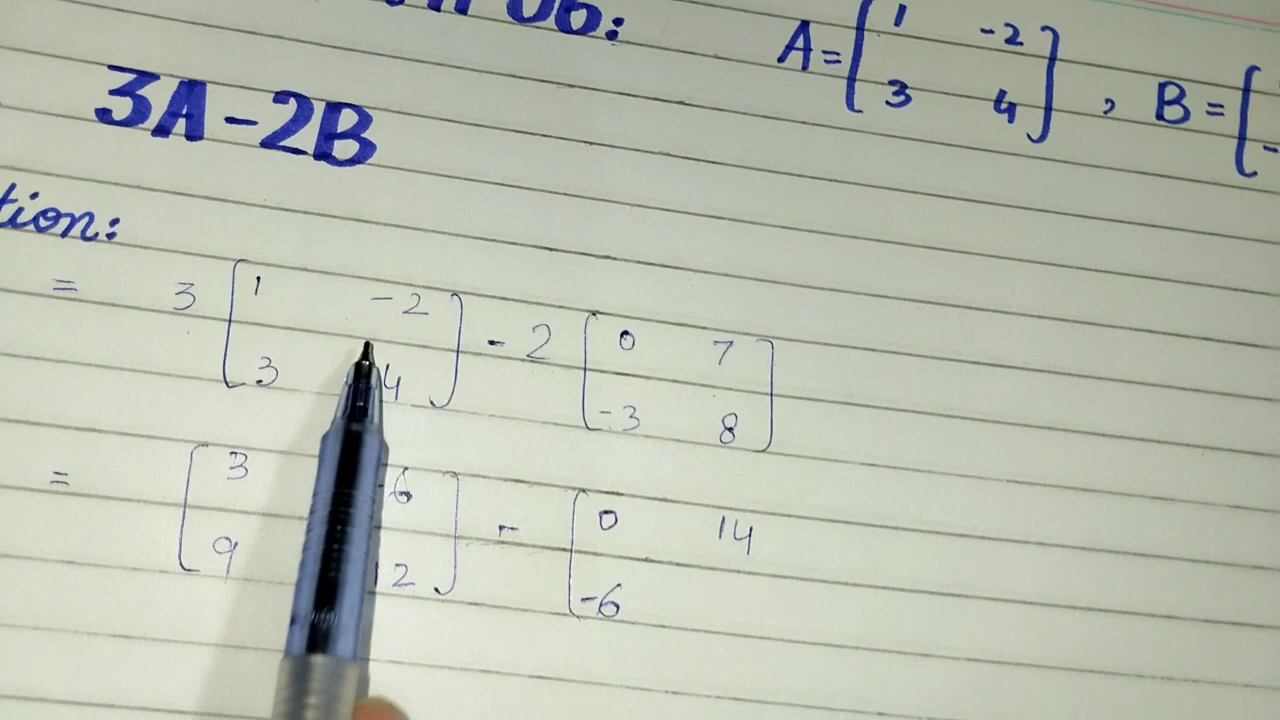 06:
A = [ 1 -2
3 4 ] , B = [
-
3A-2B
tion:
= 3 [ 1 -2
3 4 ] - 2 [ 0 7
-3 8 ]
= [ 3 -6
9 12 ] - [ 0 14
-6